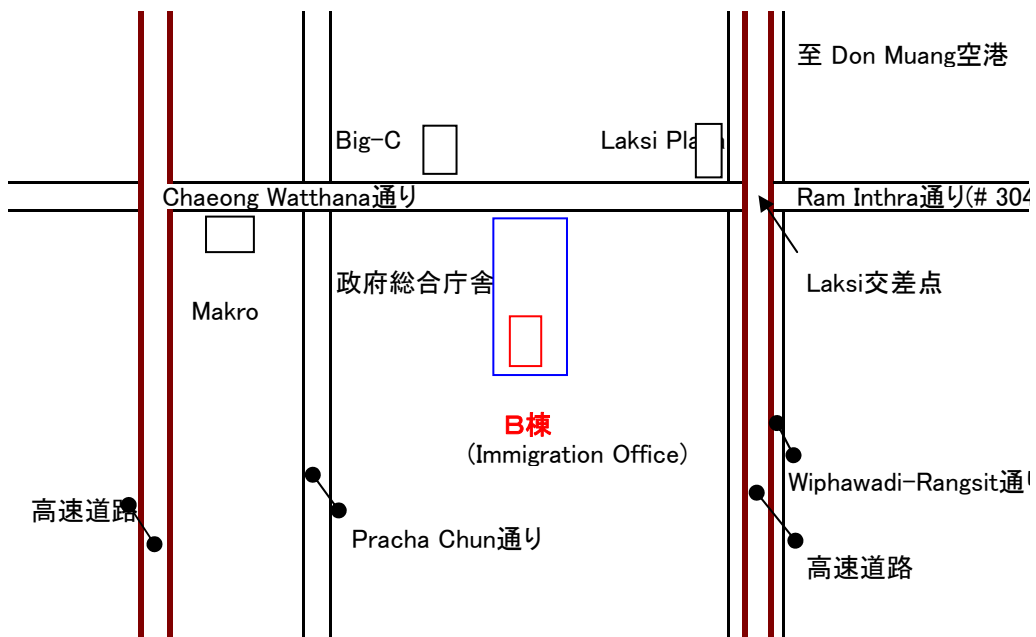 至 Don Muang空港
Big-C
Laksi Pla
Chaeong Watthana通り
Ram Inthra通り(# 304
政府総合庁舎
Laksi交差点
Makro
B棟
(Immigration Office)
Wiphawadi-Rangsit通り
高速道路
Pracha Chun通り
高速道路